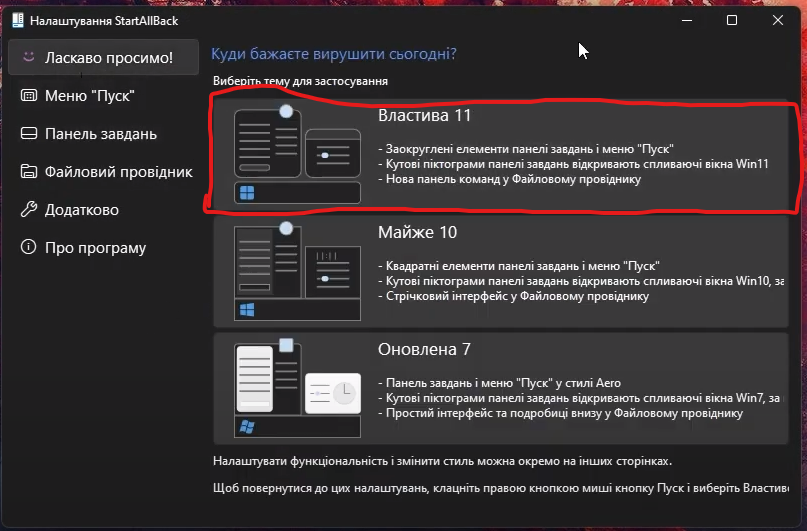 Налаштування StartAllBack
Ласкаво просимо!
Меню "Пуск"
Панель завдань
Файловий провідник
Додатково
Про програму
Куди бажаєте вирушити сьогодні?
Виберіть тему для застосування
Властива 11
- Заокруглені елементи панелі завдань і меню "Пуск"
- Кутові піктограми панелі завдань відкривають спливаючі вікна Win11
- Нова панель команд у Файловому провіднику
Майже 10
11:11
- Квадратні елементи панелі завдань і меню "Пуск"
- Кутові піктограми панелі завдань відкривають спливаючі вікна Win10, за
- Стрічковий інтерфейс у Файловому провіднику
Оновлена 7
- Панель завдань і меню "Пуск" у стилі Aero
- Кутові піктограми панелі завдань відкривають спливаючі вікна Win7, за
- Простий інтерфейс та подробиці внизу у Файловому провіднику
Налаштувати функціональність і змінити стиль можна окремо на інших сторінках.
Щоб повернутися до цих налаштувань, клацніть правою кнопкою миші кнопку Пуск і виберіть Властиво